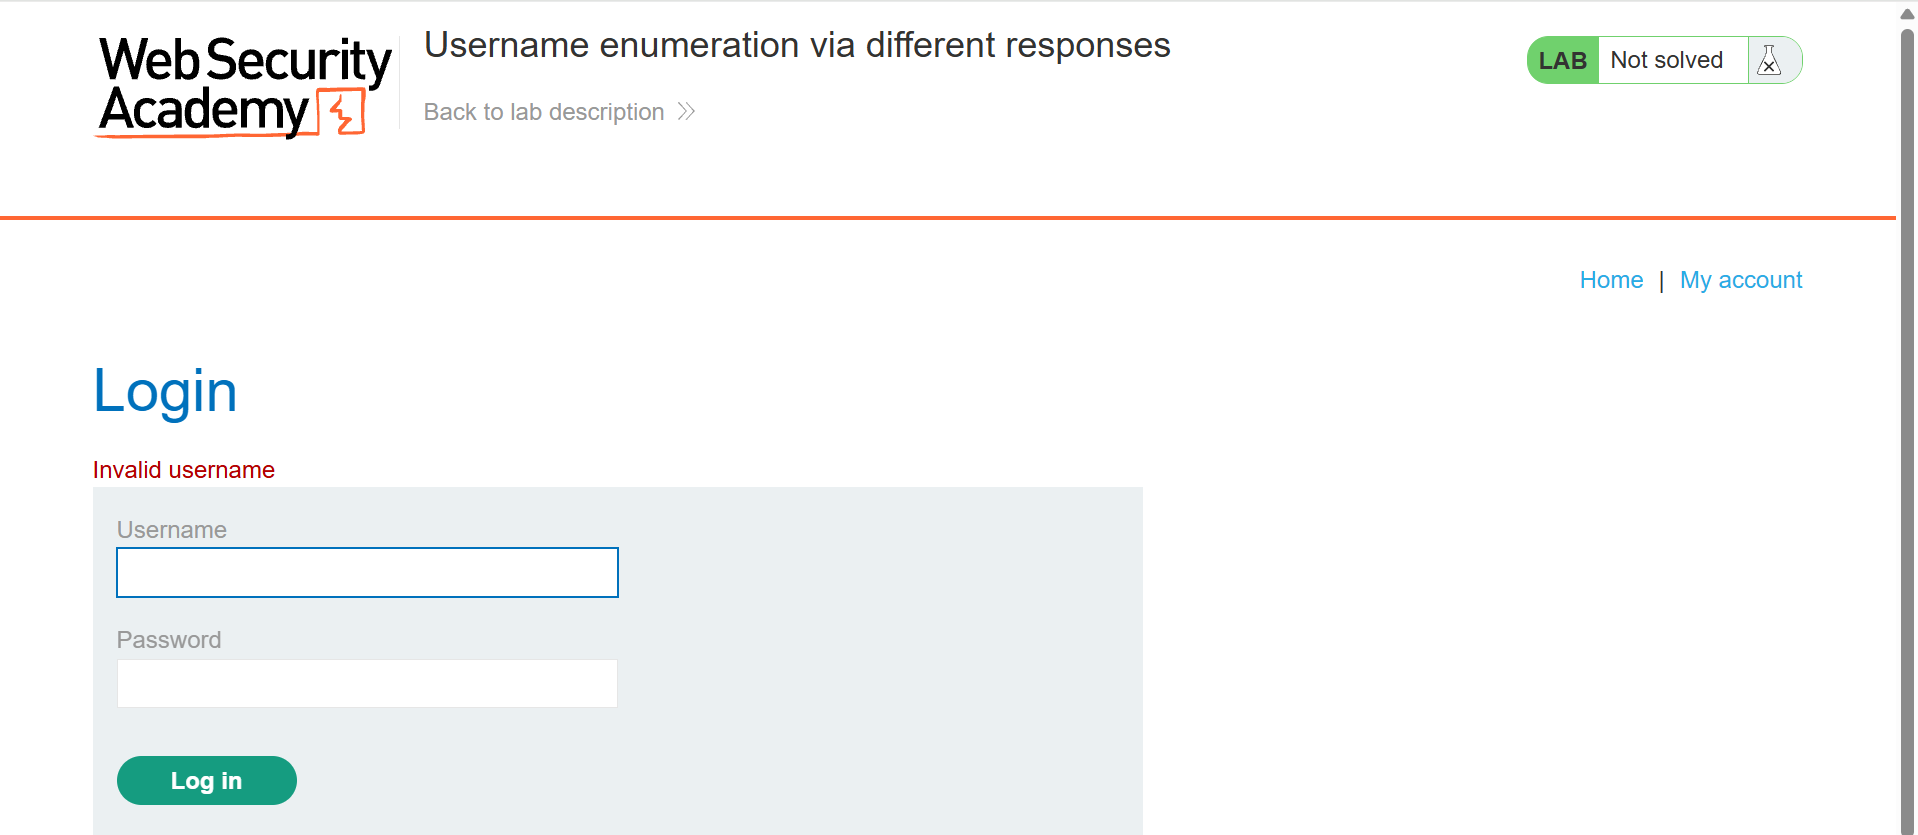 Web Security
Academy
Username enumeration via different responses
Back to lab description
LAB Not solved
Home | My account
Login
Invalid username
Username
Password
Log in